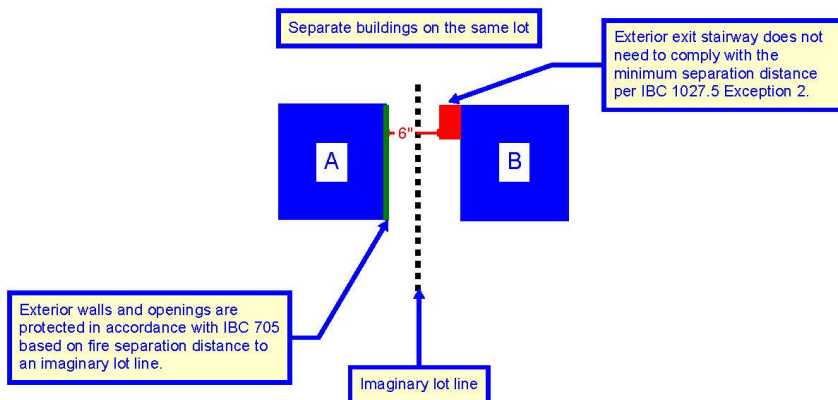 Separate buildings on the same lot
Exterior exit stairway does not
need to comply with the
minimum separation distance
per IBC 1027.5 Exception 2.
6"
A
B
Exterior walls and openings are
protected in accordance with IBC 705
based on fire separation distance to
an imaginary lot line.
Imaginary lot line